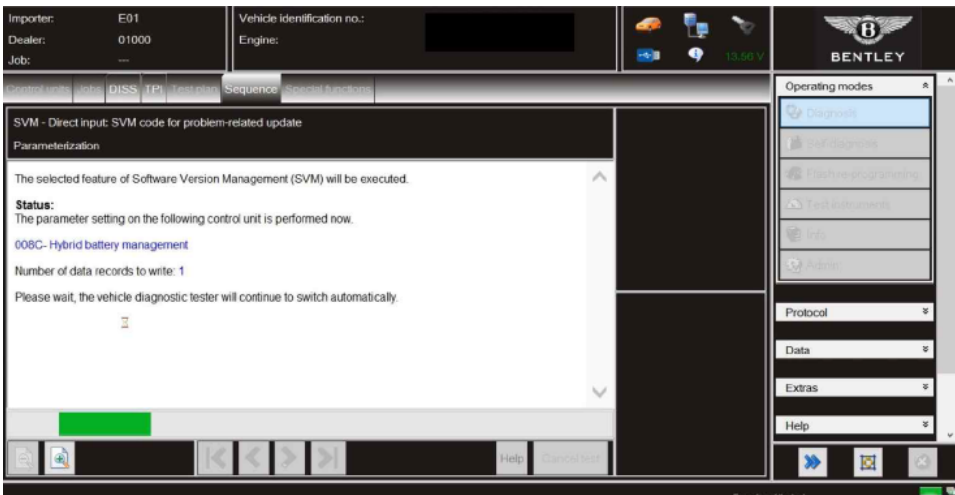 Importer: E01
Dealer: 01000
Job: ---
Vehicle identification no.:
Engine:
13.56 V
BENTLEY
Control units Jobs DISS TPI Test plan Sequence Special functions
SVM - Direct input: SVM code for problem-related update
Parameterization
The selected feature of Software Version Management (SVM) will be executed.
Status:
The parameter setting on the following control unit is performed now.
008C- Hybrid battery management
Number of data records to write: 1
Please wait, the vehicle diagnostic tester will continue to switch automatically.
Help Cancel test
Operating modes
Diagnosis
Self-diagnosis
Flash/re-programming
Test instruments
Info
Admin
Protocol
Data
Extras
Help